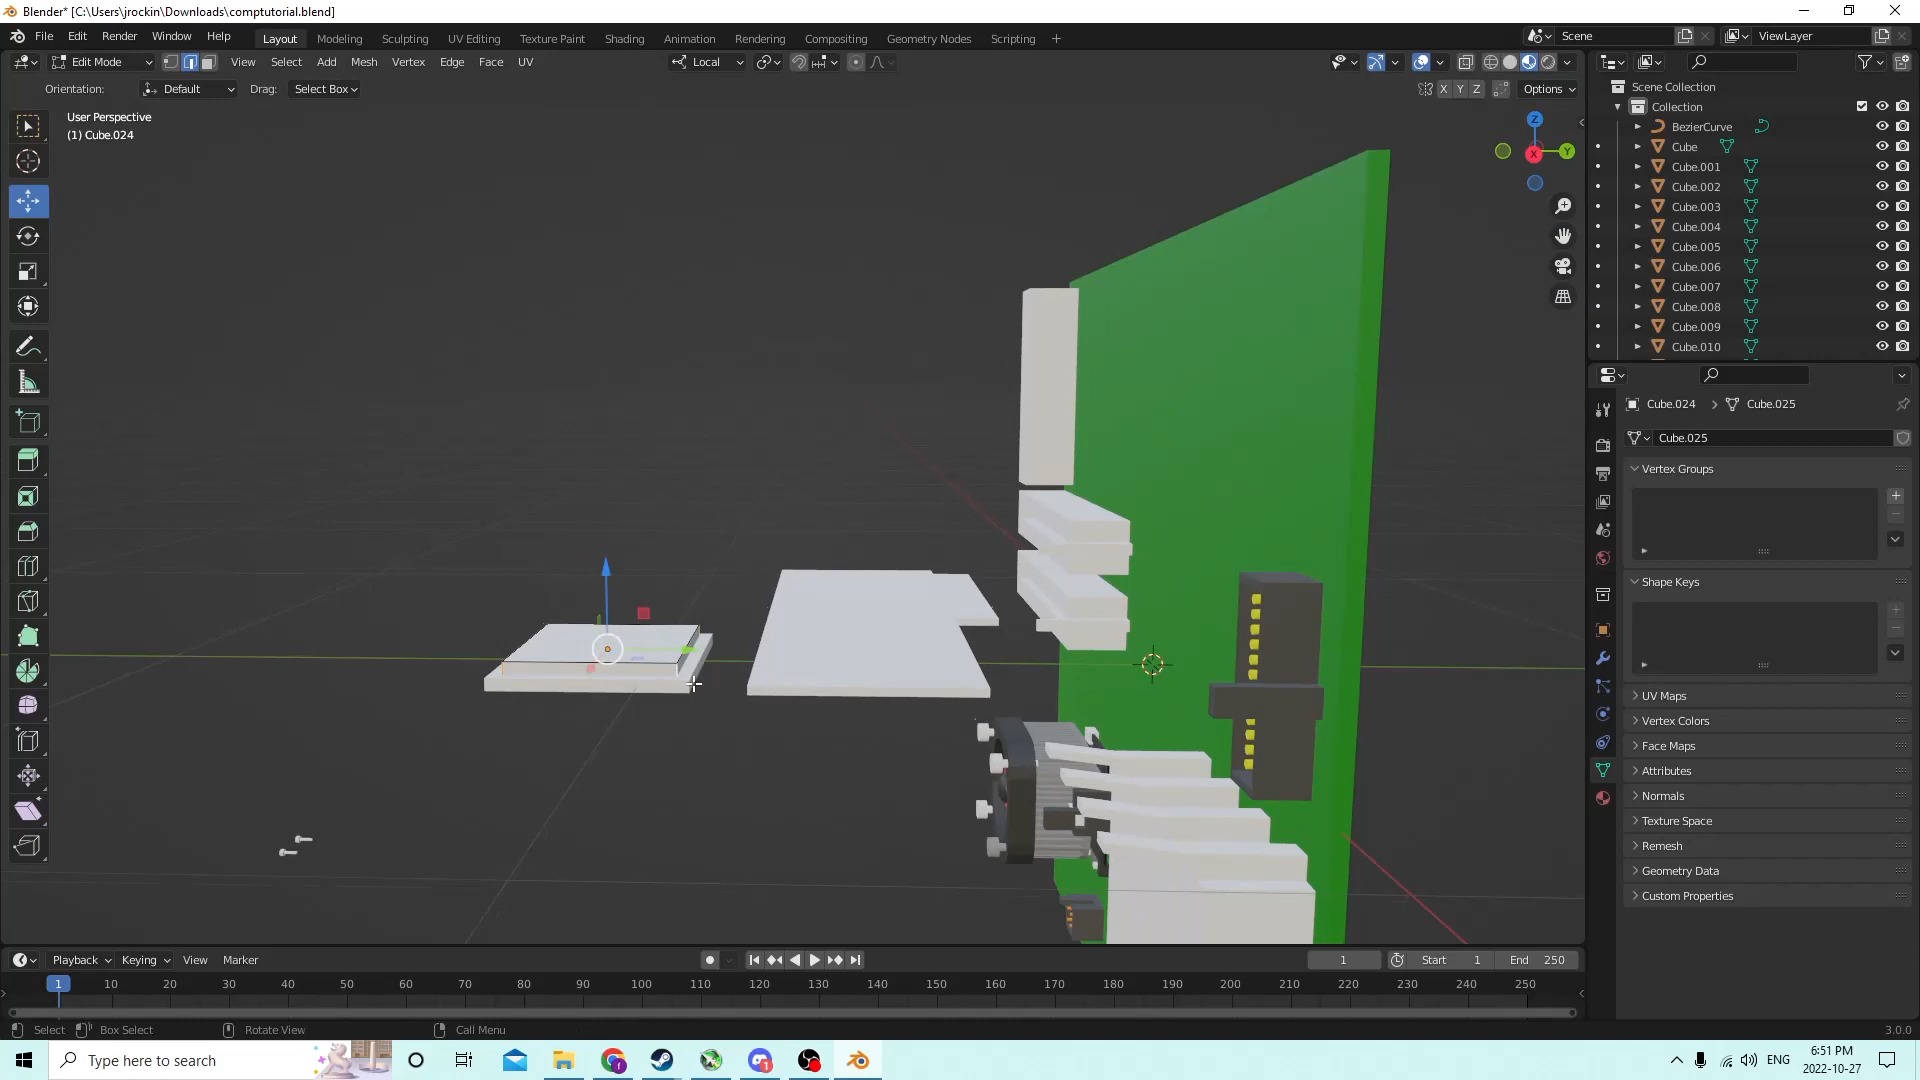 Blender* [C:\Users\jrockin\Downloads\comptutorial.blend]
File Edit Render Window Help Layout Modeling Sculpting UV Editing Texture Paint Shading Animation Rendering Compositing Geometry Nodes Scripting + Scene ViewLayer
Edit Mode View Select Add Mesh Vertex Edge Face UV Local
Orientation: Default Drag: Select Box X Y Z Options
User Perspective
(1) Cube.024
Z
X Y
Scene Collection
Collection
BezierCurve
Cube
Cube.001
Cube.002
Cube.003
Cube.004
Cube.005
Cube.006
Cube.007
Cube.008
Cube.009
Cube.010
Cube.024 > Cube.025
Cube.025
Vertex Groups
Shape Keys
UV Maps
Vertex Colors
Face Maps
Attributes
Normals
Texture Space
Remesh
Geometry Data
Custom Properties
Playback Keying View Marker 1 Start 1 End 250
1 10 20 30 40 50 60 70 80 90 100 110 120 130 140 150 160 170 180 190 200 210 220 230 240 250
Select Box Select Rotate View Call Menu 3.0.0
Type here to search
ENG
6:51 PM
2022-10-27